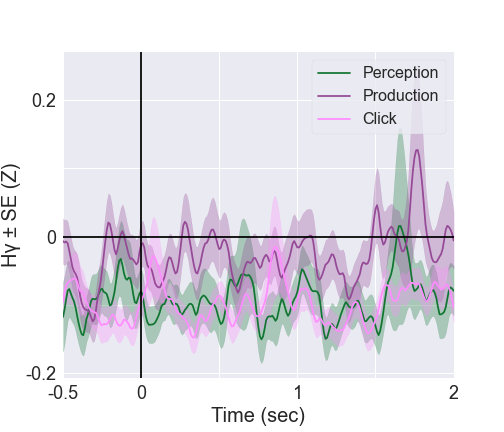 Hγ ± SE (Z)
0.2
0
-0.2
Perception
Production
Click
-0.5
0
1
2
Time (sec)